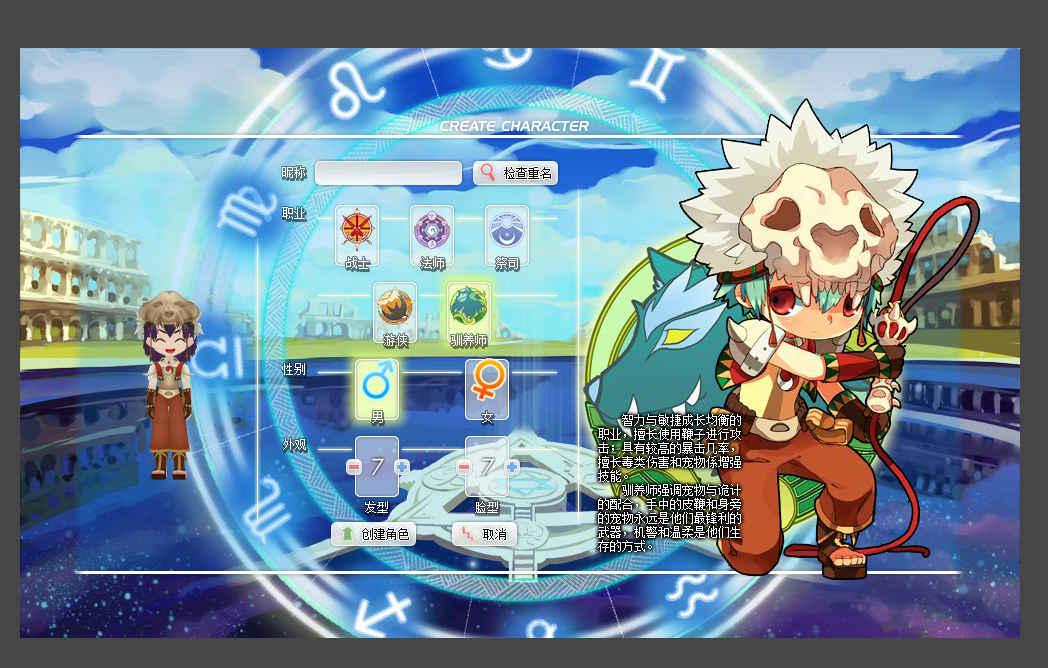 CREATE CHARACTER
昵称
检查重名
职业
战士
法师
祭司
游侠
驯养师
性别
男
女
外观
7
7
发型
脸型
创建角色
取消
智力与敏捷成长均衡的
职业，擅长使用鞭子进行攻
击，具有较高的暴击几率，
擅长毒类伤害和宠物係增强
技能。
驯养师强调宠物与诡计
的配合，手中的皮鞭和身旁
的宠物永远是他们最锋利的
武器，机警和温柔是他们生
存的方式。